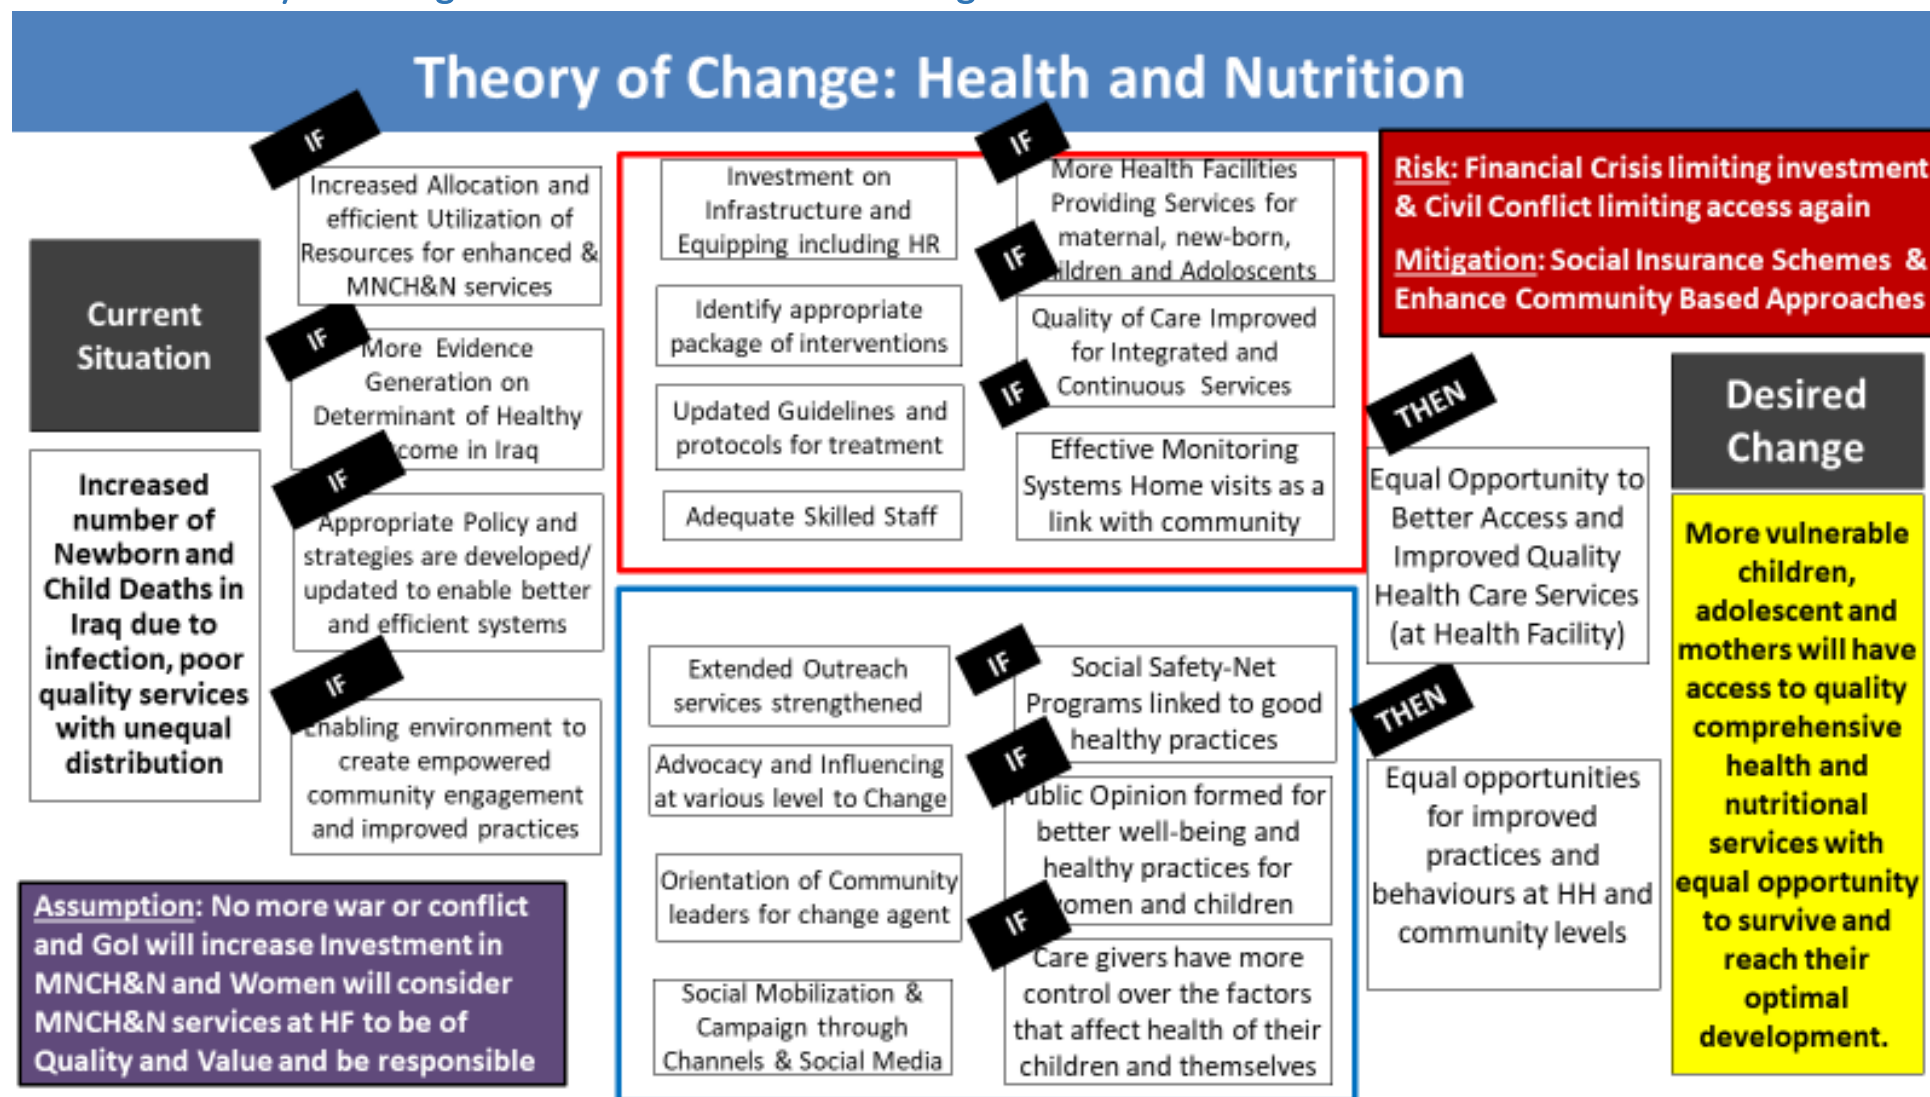 Theory of Change: Health and Nutrition
Current
Situation
Increased
number of
Newborn and
Child Deaths in
Iraq due to
infection, poor
quality services
with unequal
distribution
IF
Increased Allocation and
efficient Utilization of
Resources for enhanced &
MNCH&N services
IF
More Evidence
Generation on
Determinant of Healthy
come in Iraq
IF
Appropriate Policy and
strategies are developed/
updated to enable better
and efficient systems
IF
Enabling environment to
create empowered
community engagement
and improved practices
Assumption: No more war or conflict
and GoI will increase Investment in
MNCH&N and Women will consider
MNCH&N services at HF to be of
Quality and Value and be responsible
Investment on
Infrastructure and
Equipping including HR
Identify appropriate
package of interventions
Updated Guidelines and
protocols for treatment
Adequate Skilled Staff
IF
More Health Facilities
Providing Services for
maternal, new-born,
ildren and Adoloscents
IF
Quality of Care Improved
for Integrated and
Continuous Services
IF
Effective Monitoring
Systems Home visits as a
link with community
Extended Outreach
services strengthened
Advocacy and Influencing
at various level to Change
Orientation of Community
leaders for change agent
Social Mobilization &
Campaign through
Channels & Social Media
IF
Social Safety-Net
Programs linked to good
healthy practices
IF
Public Opinion formed for
better well-being and
healthy practices for
women and children
IF
Care givers have more
control over the factors
that affect health of their
children and themselves
Risk: Financial Crisis limiting investment
& Civil Conflict limiting access again
Mitigation: Social Insurance Schemes &
Enhance Community Based Approaches
THEN
Equal Opportunity to
Better Access and
Improved Quality
Health Care Services
(at Health Facility)
THEN
Equal opportunities
for improved
practices and
behaviours at HH and
community levels
Desired
Change
More vulnerable
children,
adolescent and
mothers will have
access to quality
comprehensive
health and
nutritional
services with
equal opportunity
to survive and
reach their
optimal
development.